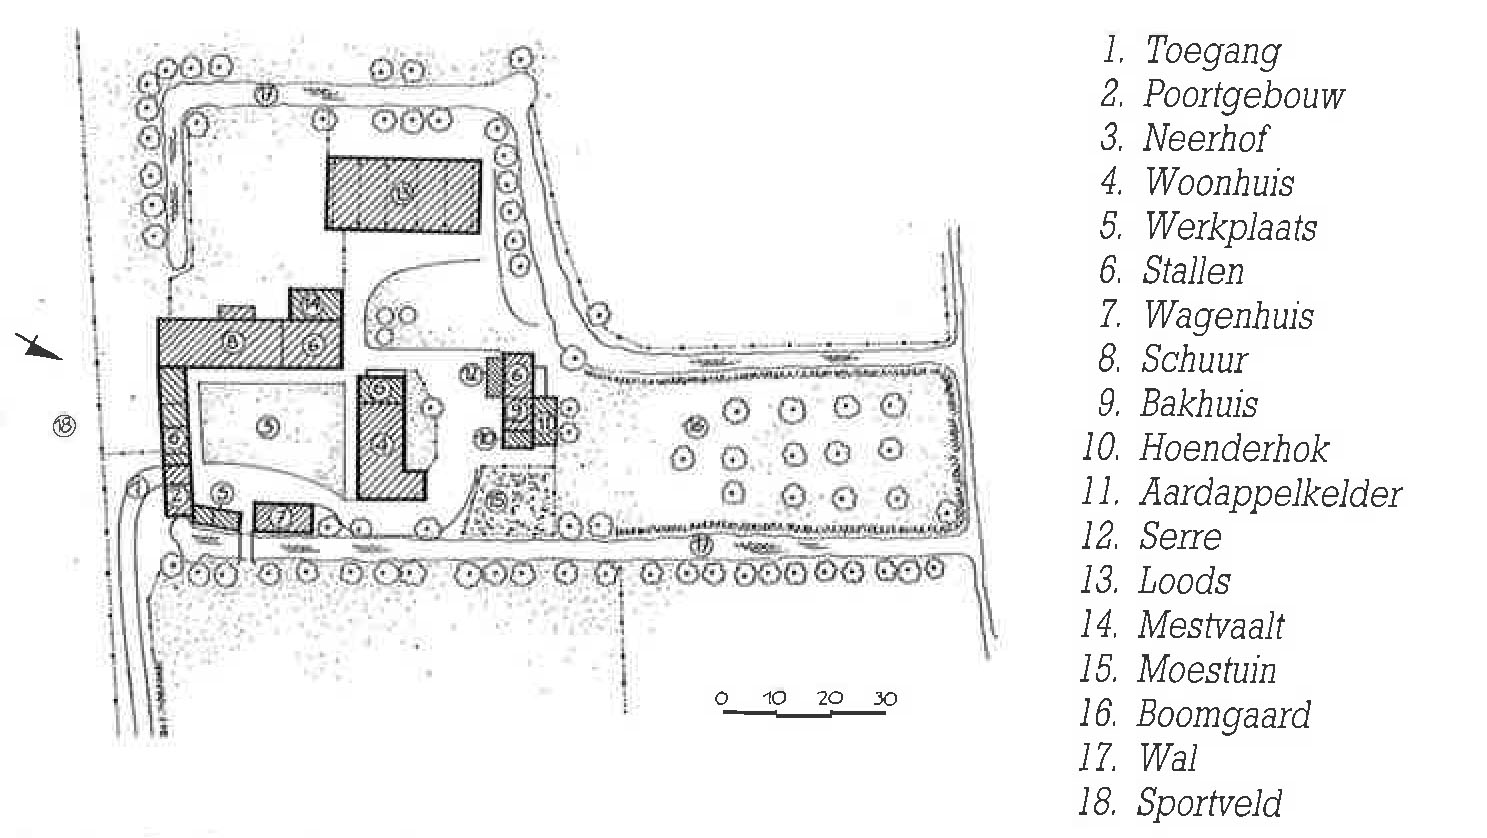 17
13
14
8
6
12
6
6
9
18
3
4
11
10
16
6
1
2
5
15
7
17
0 10 20 30
1. Toegang
2. Poortgebouw
3. Neerhof
4. Woonhuis
5. Werkplaats
6. Stallen
7. Wagenhuis
8. Schuur
9. Bakhuis
10. Hoenderhok
11. Aardappelkelder
12. Serre
13. Loods
14. Mestvaalt
15. Moestuin
16. Boomgaard
17. Wal
18. Sportveld